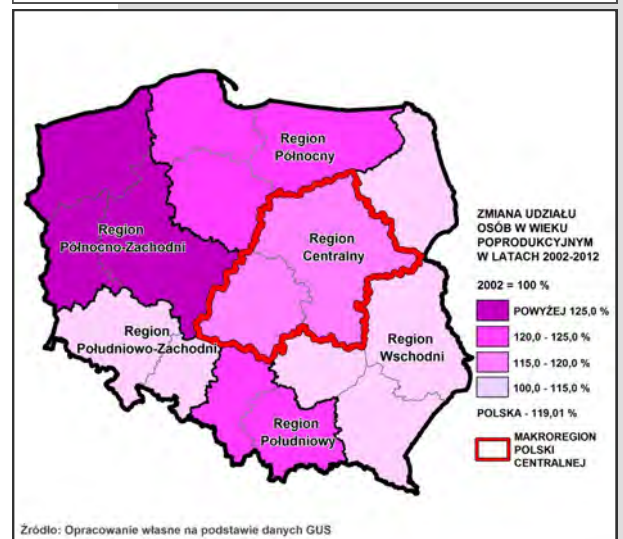 Region
Północny
Region
Północno-Zachodni
Region
Centralny
Region
Południowo-Zachodni
Region
Wschodni
Region
Południowy
ZMIANA UDZIAŁU
OSÓB W WIEKU
POPRODUKCYJNYM
W LATACH 2002-2012
2002 = 100 %
POWYŻEJ 125,0 %
120,0 - 125,0 %
115,0 - 120,0 %
100,0 - 115,0 %
POLSKA - 119,01 %
MAKROREGION
POLSKI
CENTRALNEJ
Źródło: Opracowanie własne na podstawie danych GUS